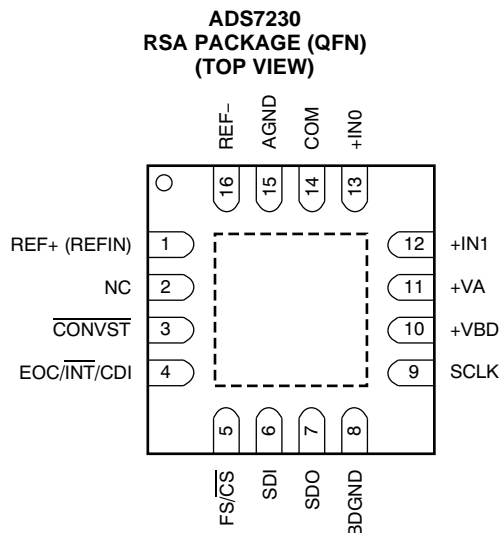 ADS7230
RSA PACKAGE (QFN)
(TOP VIEW)
REF−
AGND
COM
+IN0
16
15
14
13
REF+ (REFIN)
1
12
+IN1
NC
2
11
+VA
CONVST
3
10
+VBD
EOC/INT/CDI
4
9
SCLK
5
6
7
8
FS/CS
SDI
SDO
BDGND